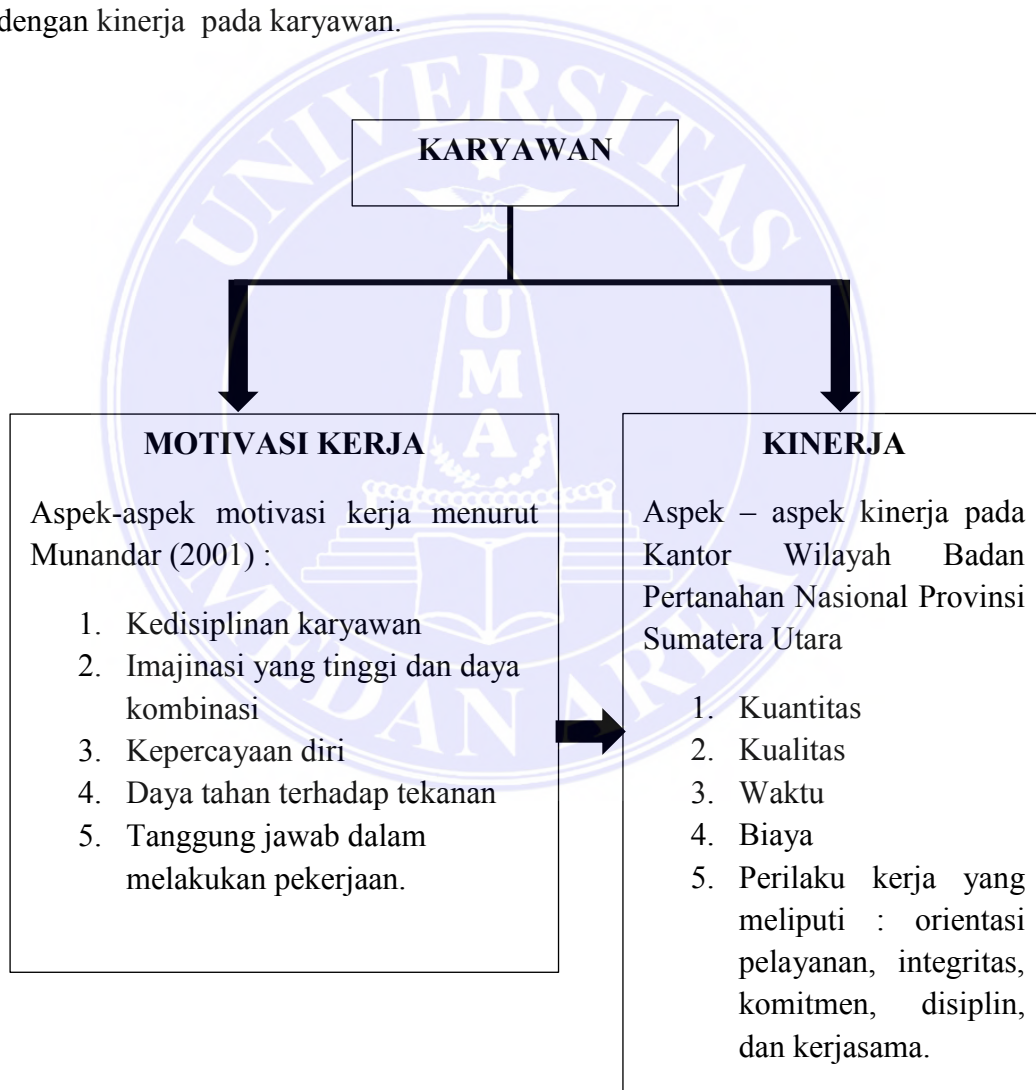 dengan kinerja pada karyawan.
UNIVERSITAS
KARYAWAN
UMA
MEDAN AREA
MOTIVASI KERJA
Aspek-aspek motivasi kerja menurut
Munandar (2001) :
1. Kedisiplinan karyawan
2. Imajinasi yang tinggi dan daya
kombinasi
3. Kepercayaan diri
4. Daya tahan terhadap tekanan
5. Tanggung jawab dalam
melakukan pekerjaan.
KINERJA
Aspek – aspek kinerja pada
Kantor Wilayah Badan
Pertanahan Nasional Provinsi
Sumatera Utara
1. Kuantitas
2. Kualitas
3. Waktu
4. Biaya
5. Perilaku kerja yang
meliputi : orientasi
pelayanan, integritas,
komitmen, disiplin,
dan kerjasama.